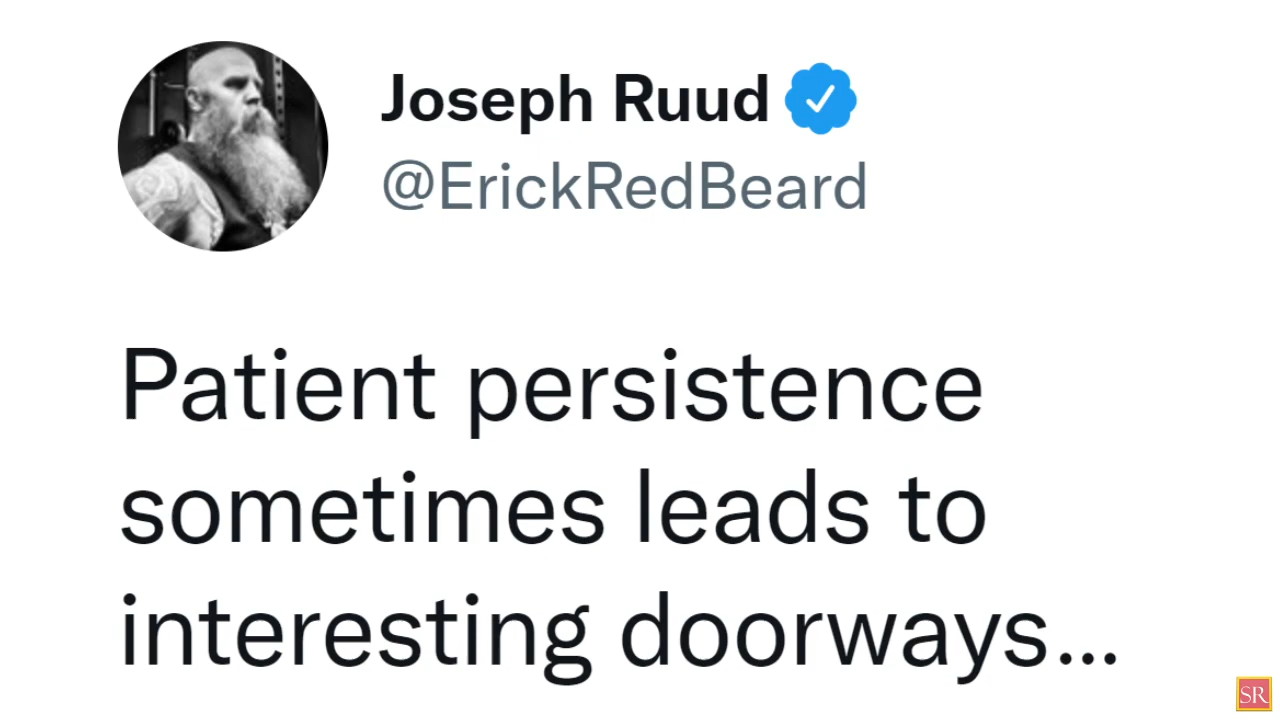 Joseph Ruud
@ErickRedBeard
Patient persistence
sometimes leads to
interesting doorways...
SR